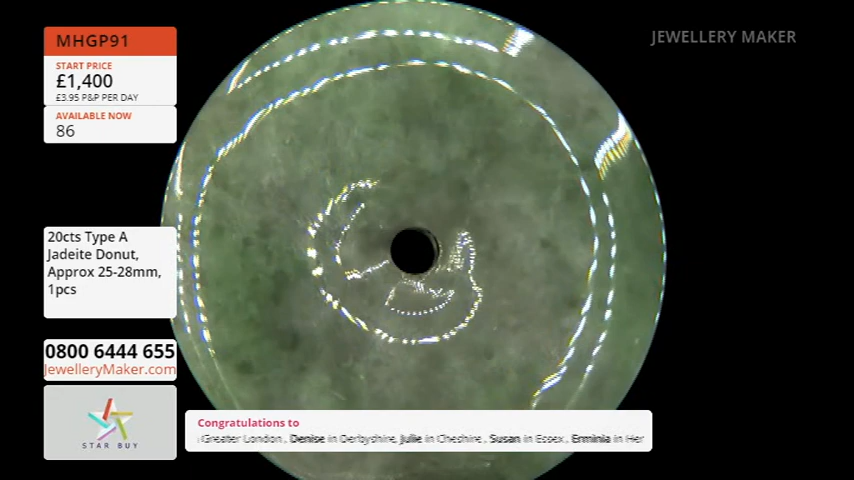 MHGP91
START PRICE
£1,400
£3.95 P&P PER DAY
AVAILABLE NOW
86
JEWELLERY MAKER
20cts Type A
Jadeite Donut,
Approx 25-28mm,
1pcs
0800 6444 655
JewelleryMaker.com
STAR BUY
Congratulations to
Greater London, Denise in Derbyshire, Julie in Cheshire, Susan in Essex, Erminia in Her